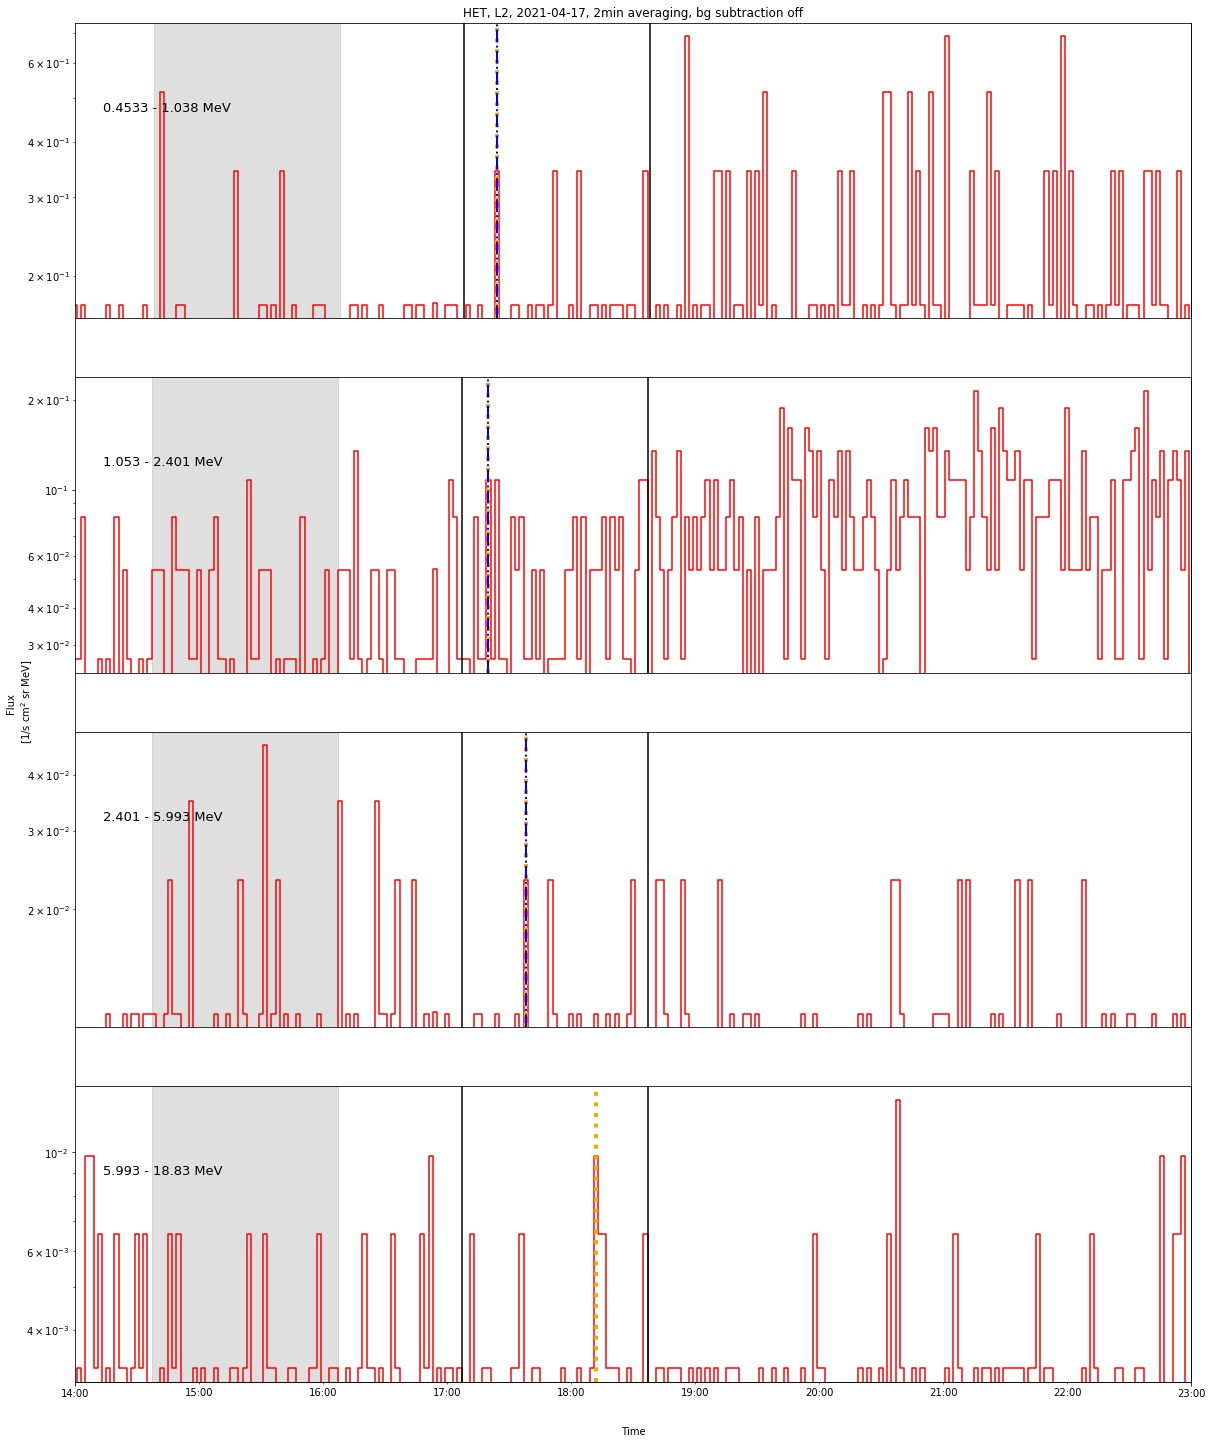 HET, L2, 2021-04-17, 2min averaging, bg subtraction off
6 × 10⁻¹
0.4533 - 1.038 MeV
4 × 10⁻¹
3 × 10⁻¹
2 × 10⁻¹
2 × 10⁻¹
1.053 - 2.401 MeV
10⁻¹
6 × 10⁻²
4 × 10⁻²
3 × 10⁻²
Flux
[1/s cm² sr MeV]
4 × 10⁻²
2.401 - 5.993 MeV
3 × 10⁻²
2 × 10⁻²
10⁻²
5.993 - 18.83 MeV
6 × 10⁻³
4 × 10⁻³
14:00 15:00 16:00 17:00 18:00 19:00 20:00 21:00 22:00 23:00
Time